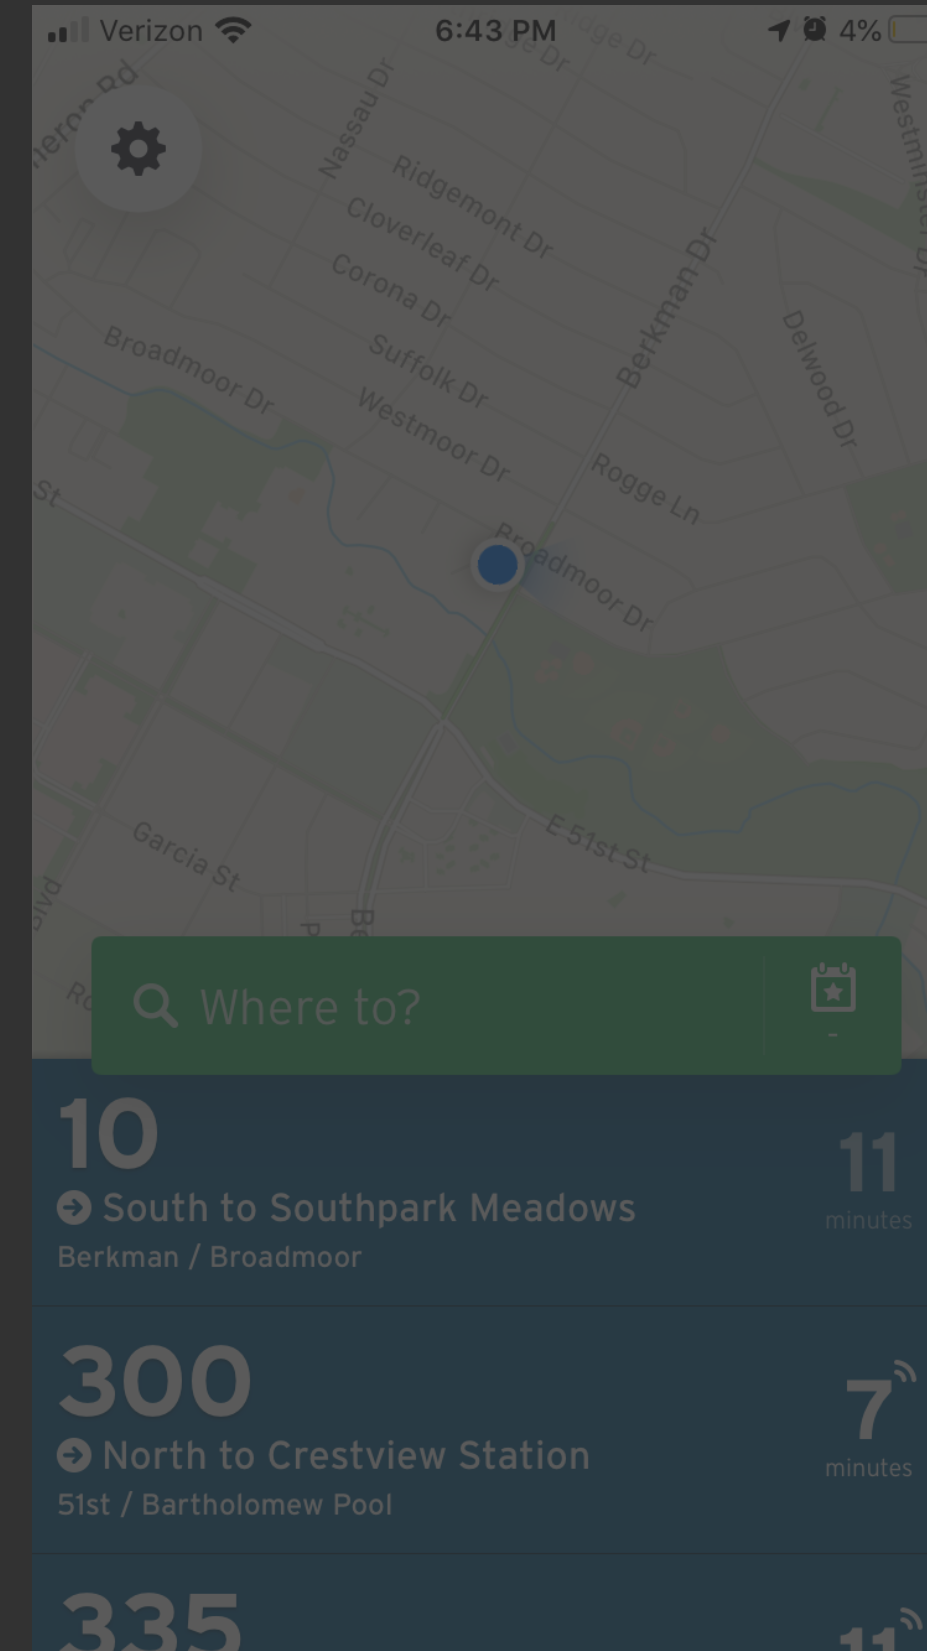 Verizon 6:43 PM 4%
Nassau Dr
Ridgemont Dr
Cloverleaf Dr
Corona Dr
Broadmoor Dr
Suffolk Dr
Westmoor Dr
Berkman Dr
Delwood Dr
Rogge Ln
St
Broadmoor Dr
Garcia St
E 51st St
Where to?
-
10
South to Southpark Meadows
Berkman / Broadmoor
11
minutes
300
North to Crestview Station
51st / Bartholomew Pool
7
minutes
335
11